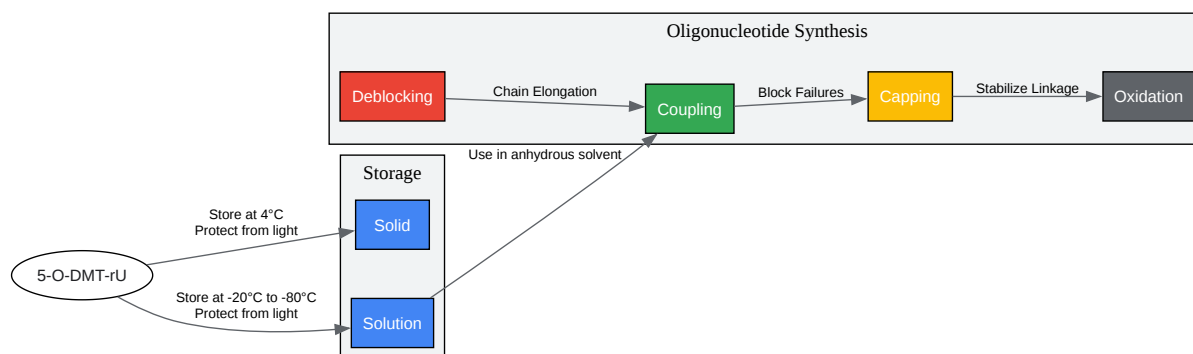 Oligonucleotide Synthesis
Deblocking
Chain Elongation
Coupling
Block Failures
Capping
Stabilize Linkage
Oxidation
Use in anhydrous solvent
Storage
Solid
Solution
Store at 4°C
Protect from light
5-O-DMT-rU
Store at -20°C to -80°C
Protect from light